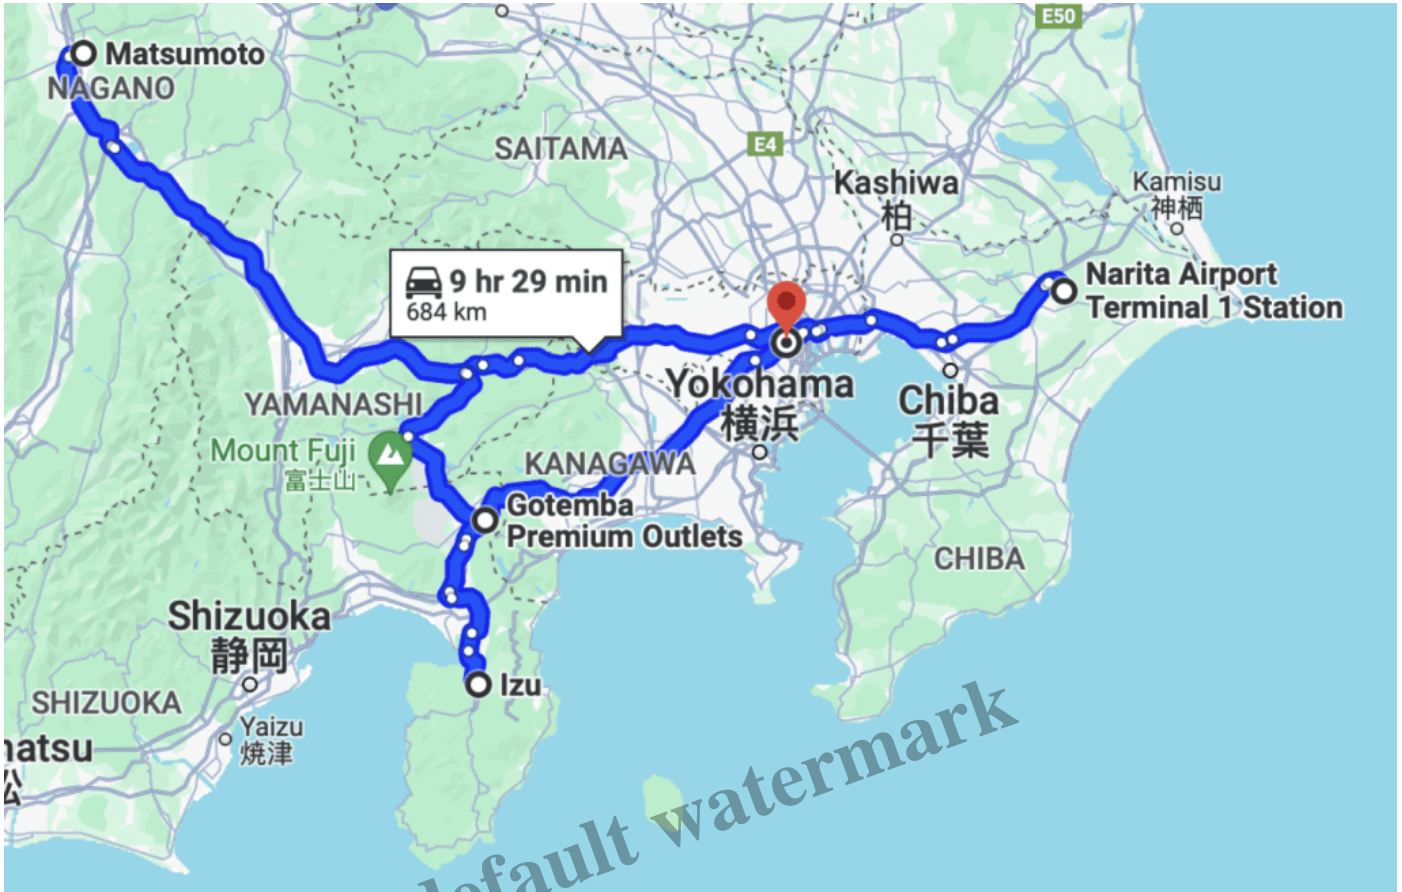 E50
Matsumoto
NAGANO
SAITAMA
E4
Kashiwa
柏
Kamisu
神栖
9 hr 29 min
684 km
Narita Airport
Terminal 1 Station
Yokohama
横浜
Chiba
千葉
YAMANASHI
Mount Fuji
富士山
KANAGAWA
Gotemba
Premium Outlets
CHIBA
Shizuoka
静岡
Izu
SHIZUOKA
Yaizu
焼津
natsu
松
default watermark